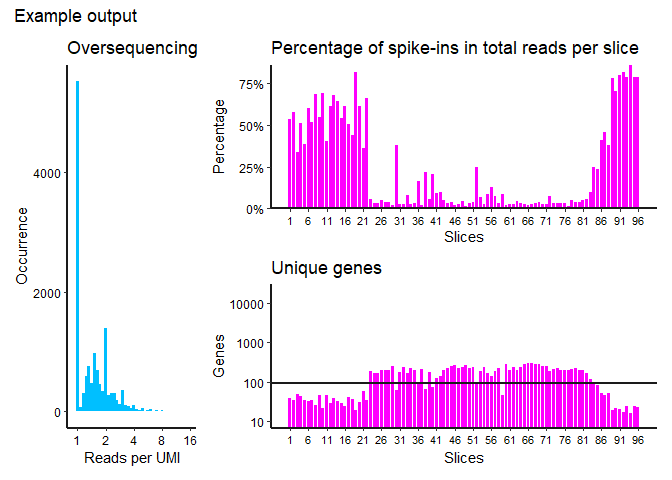 Example output
Oversequencing
Occurrence
4000
2000
0
1 2 4 8 16
Reads per UMI
Percentage of spike-ins in total reads per slice
Percentage
75%
50%
25%
0%
1 6 11 16 21 26 31 36 41 46 51 56 61 66 71 76 81 86 91 96
Slices
Unique genes
Genes
10000
1000
100
10
1 6 11 16 21 26 31 36 41 46 51 56 61 66 71 76 81 86 91 96
Slices